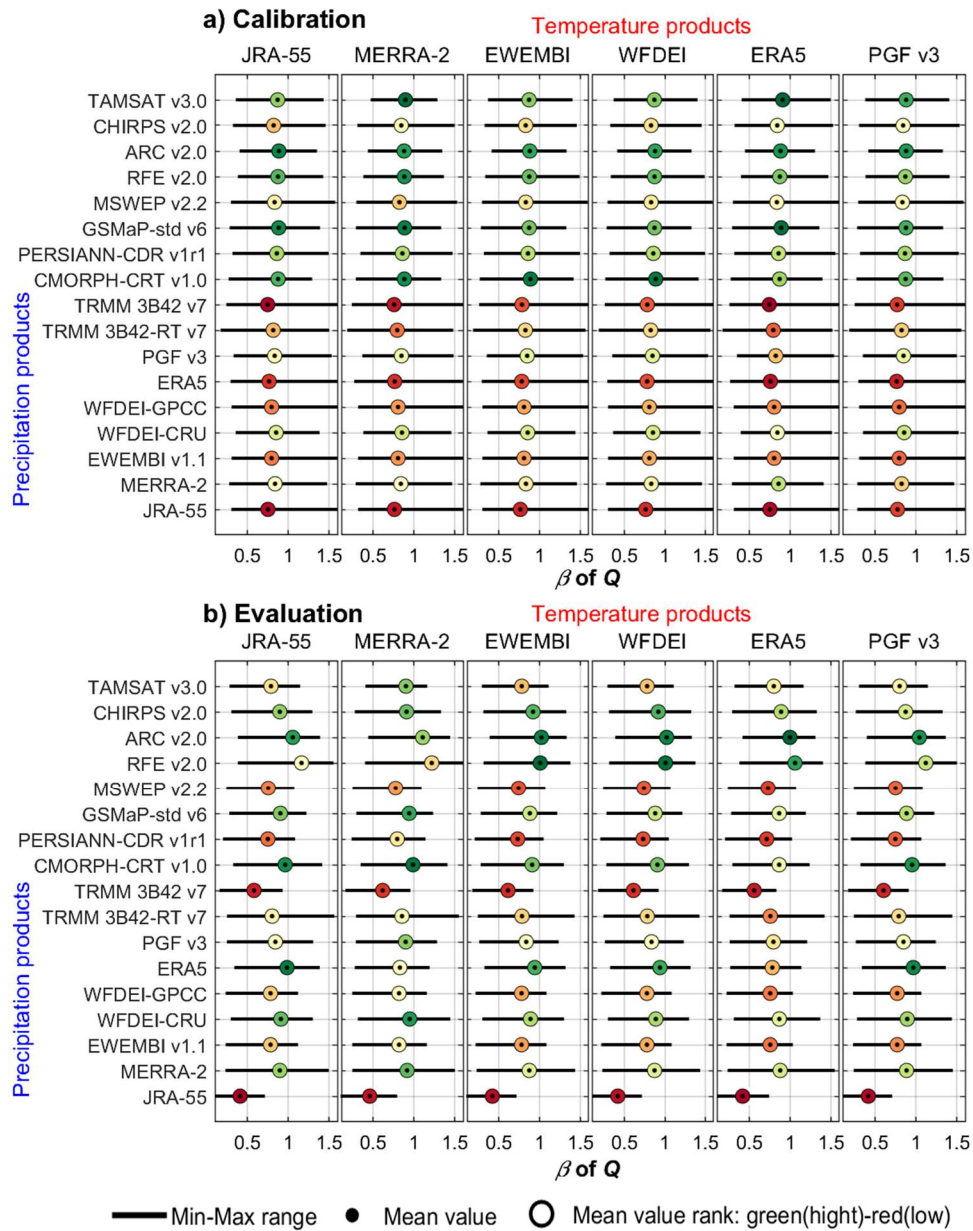 a) Calibration
Temperature products
JRA-55 MERRA-2 EWEMBI WFDEI ERA5 PGF v3
Precipitation products
TAMSAT v3.0
CHIRPS v2.0
ARC v2.0
RFE v2.0
MSWEP v2.2
GSMaP-std v6
PERSIANN-CDR v1r1
CMORPH-CRT v1.0
TRMM 3B42 v7
TRMM 3B42-RT v7
PGF v3
ERA5
WFDEI-GPCC
WFDEI-CRU
EWEMBI v1.1
MERRA-2
JRA-55
0.5 1 1.5 0.5 1 1.5 0.5 1 1.5 0.5 1 1.5 0.5 1 1.5 0.5 1 1.5
β of Q
b) Evaluation
Temperature products
JRA-55 MERRA-2 EWEMBI WFDEI ERA5 PGF v3
Precipitation products
TAMSAT v3.0
CHIRPS v2.0
ARC v2.0
RFE v2.0
MSWEP v2.2
GSMaP-std v6
PERSIANN-CDR v1r1
CMORPH-CRT v1.0
TRMM 3B42 v7
TRMM 3B42-RT v7
PGF v3
ERA5
WFDEI-GPCC
WFDEI-CRU
EWEMBI v1.1
MERRA-2
JRA-55
0.5 1 1.5 0.5 1 1.5 0.5 1 1.5 0.5 1 1.5 0.5 1 1.5 0.5 1 1.5
β of Q
Min-Max range Mean value Mean value rank: green(hight)-red(low)